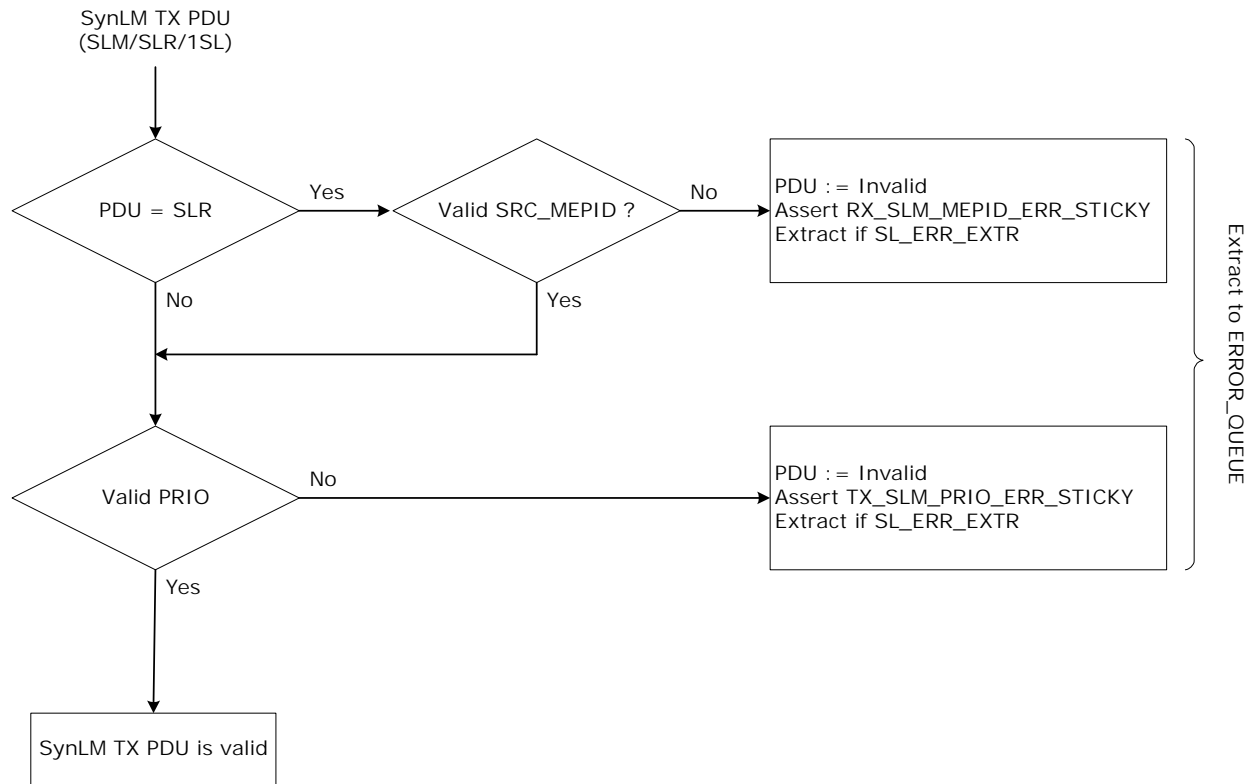 SynLM TX PDU
(SLM/SLR/1SL)
PDU = SLR
Yes
Valid SRC_MEPID ?
No
PDU := Invalid
Assert RX_SLM_MEPID_ERR_STICKY
Extract if SL_ERR_EXTR
No
Yes
Extract to ERROR_QUEUE
Valid PRIO
No
PDU := Invalid
Assert TX_SLM_PRIO_ERR_STICKY
Extract if SL_ERR_EXTR
Yes
SynLM TX PDU is valid